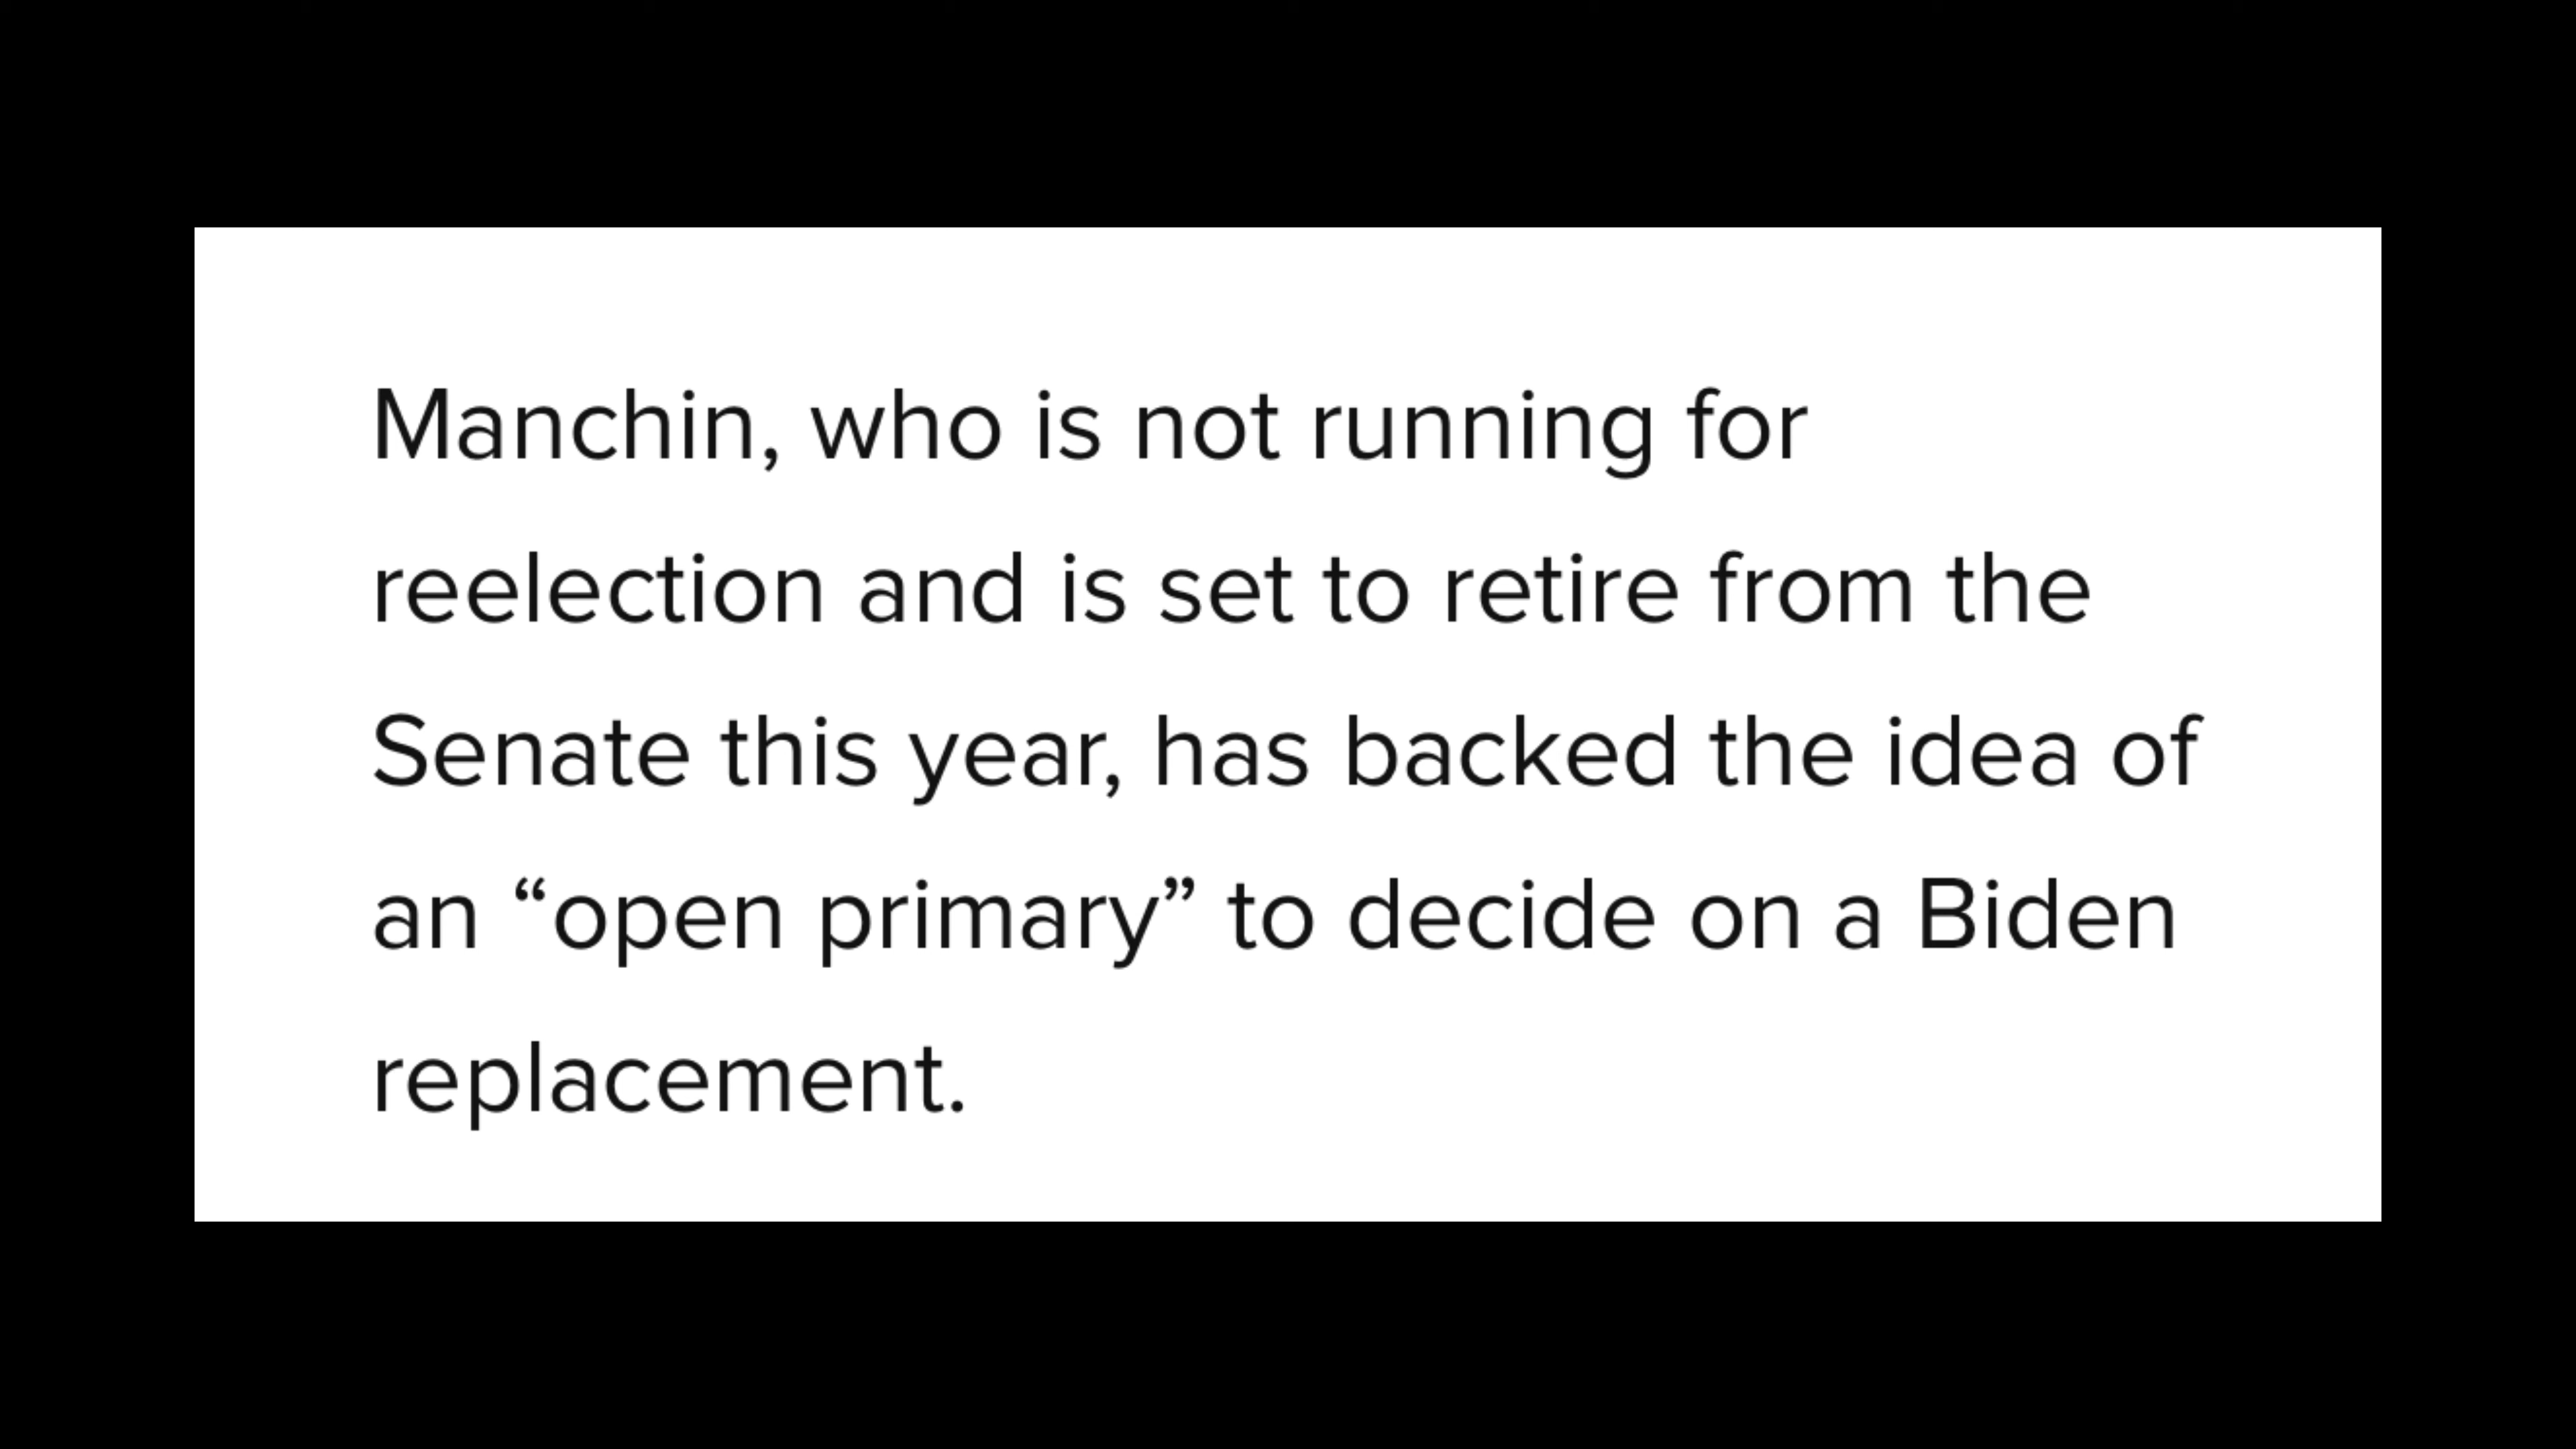 Manchin, who is not running for
reelection and is set to retire from the
Senate this year, has backed the idea of
an “open primary” to decide on a Biden
replacement.